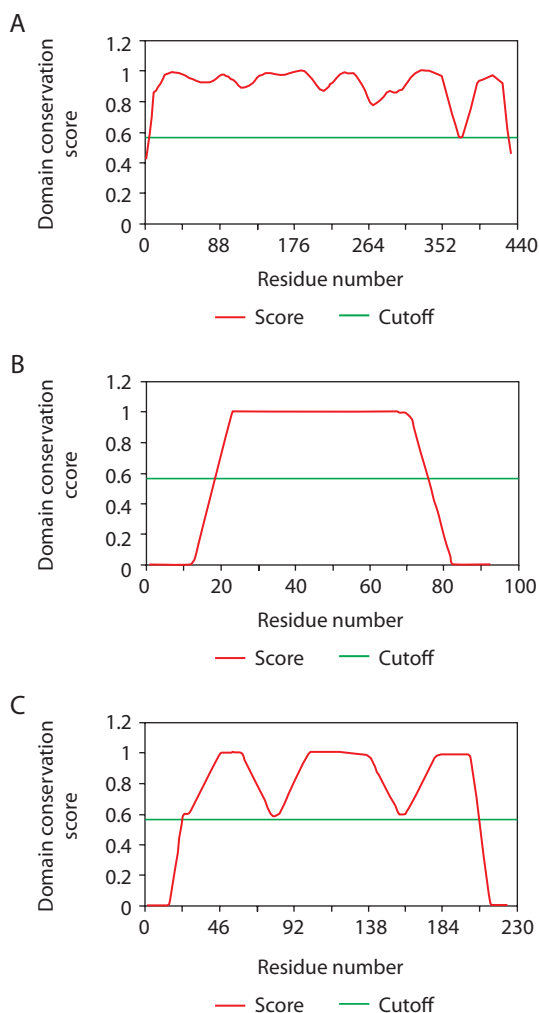 A
Domain conservation
score
1.2
1
0.8
0.6
0.4
0.2
0
0 88 176 264 352 440
Residue number
Score Cutoff
B
Domain conservation
ccore
1.2
1
0.8
0.6
0.4
0.2
0
0 20 40 60 80 100
Residue number
Score Cutoff
C
Domain conservation
score
1.2
1
0.8
0.6
0.4
0.2
0
0 46 92 138 184 230
Residue number
Score Cutoff